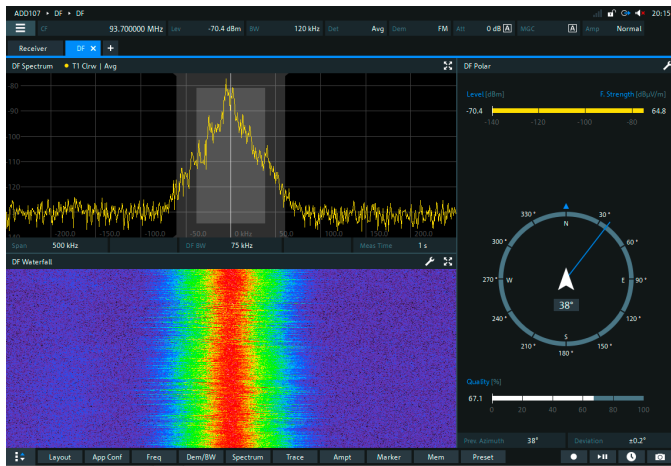 ADD107 • DF • DF 20:15
CF 93.700000 MHz Lev -70.4 dBm BW 120 kHz Det Avg Dem FM Att 0 dB A MGC A Amp Normal
Receiver DF × +
DF Spectrum • T1 Clrw | Avg
-80
-90
-100
-110
-120
-200.0 -150.0 -100.0 -50.0 0 kHz 50.0 100.0 150.0 200.0
Span 500 kHz DF BW 75 kHz Meas Time 1 s
DF Waterfall
DF Polar
Level [dBm] F. Strength [dBµV/m]
-70.4 64.8
-140 -120 -100 -80
N
30°
60°
E 90°
120°
150°
S
180°
210°
240°
270° W
300°
330°
38°
Quality [%]
67.1
0 20 40 60 80 100
Prev. Azimuth 38° Deviation ±0.2°
Layout App Conf Freq Dem/BW Spectrum Trace Ampt Marker Mem Preset